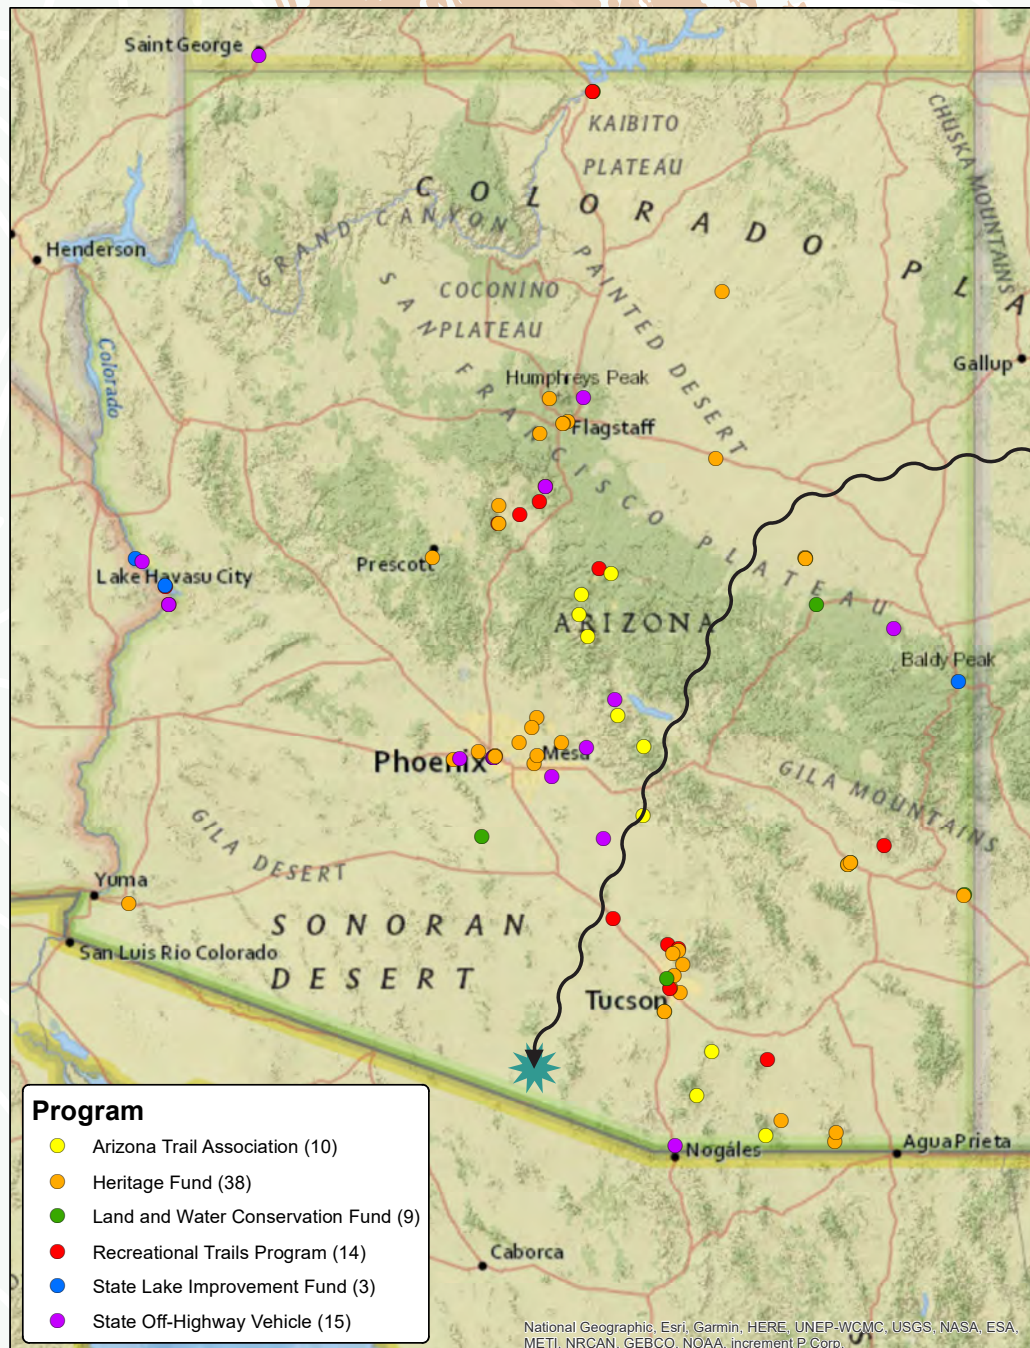 Saint George
KAIBITO
PLATEAU
CHUSKA MOUNTAINS
COLORADO PLA
GRAND CANYON
Henderson
PAINTED DESERT
COCONINO
PLATEAU
SAN FRANCISCO PLATEAU
Colorado
Gallup
Humphreys Peak
Flagstaff
Prescott
Lake Havasu City
ARIZONA
Baldy Peak
Phoenix
Mesa
GILA MOUNTAINS
GILA DESERT
Yuma
SONORAN
DESERT
San Luis Rio Colorado
Tucson
Nogáles
Agua Prieta
Caborca
Program
Arizona Trail Association (10)
Heritage Fund (38)
Land and Water Conservation Fund (9)
Recreational Trails Program (14)
State Lake Improvement Fund (3)
State Off-Highway Vehicle (15)
National Geographic, Esri, Garmin, HERE, UNEP-WCMC, USGS, NASA, ESA,
METI, NRCAN, GEBCO, NOAA, increment P Corp.